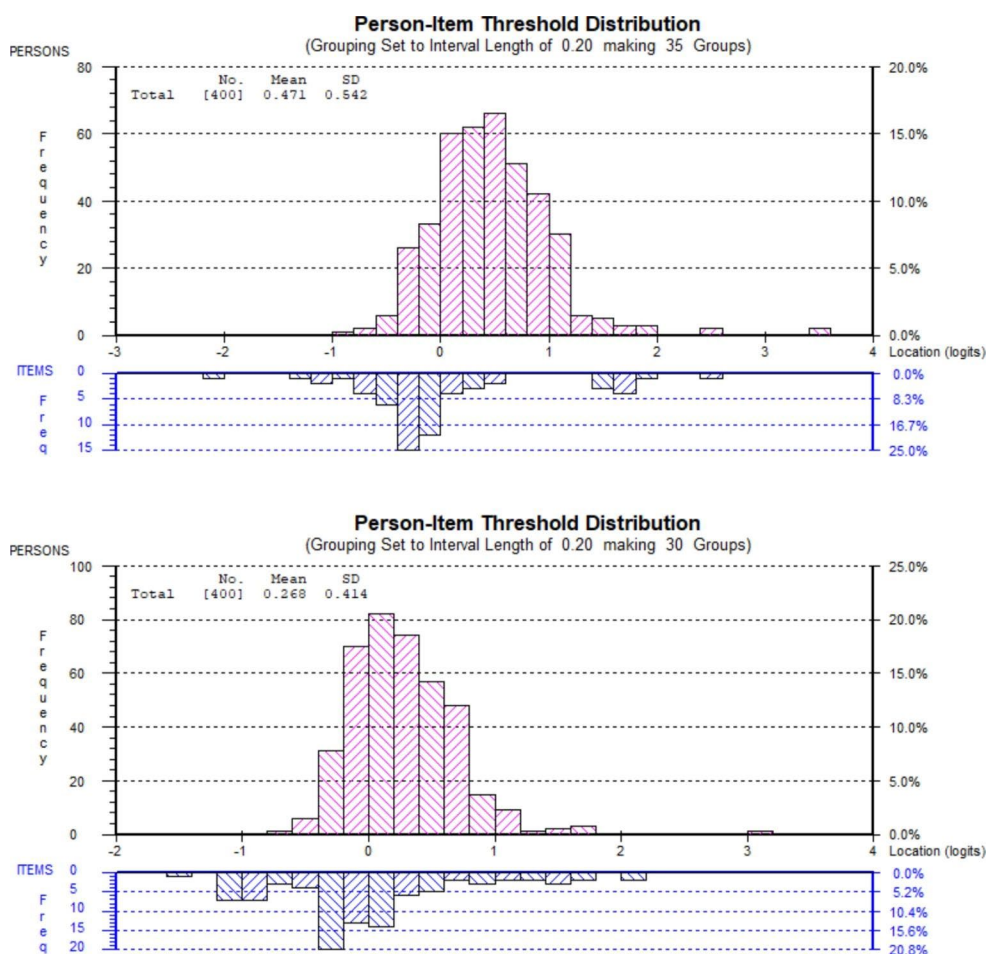 Person-Item Threshold Distribution
(Grouping Set to Interval Length of 0.20 making 35 Groups)
PERSONS
No. Mean SD
Total [400] 0.471 0.542
Frequency
80
60
40
20
0
20.0%
15.0%
10.0%
5.0%
0.0%
-3 -2 -1 0 1 2 3 4 Location (logits)
ITEMS
Freq
0
5
10
15
0.0%
8.3%
16.7%
25.0%
Person-Item Threshold Distribution
(Grouping Set to Interval Length of 0.20 making 30 Groups)
PERSONS
No. Mean SD
Total [400] 0.268 0.414
Frequency
100
80
60
40
20
0
25.0%
20.0%
15.0%
10.0%
5.0%
0.0%
-2 -1 0 1 2 3 4 Location (logits)
ITEMS
Freq
0
5
10
15
20
0.0%
5.2%
10.4%
15.6%
20.8%